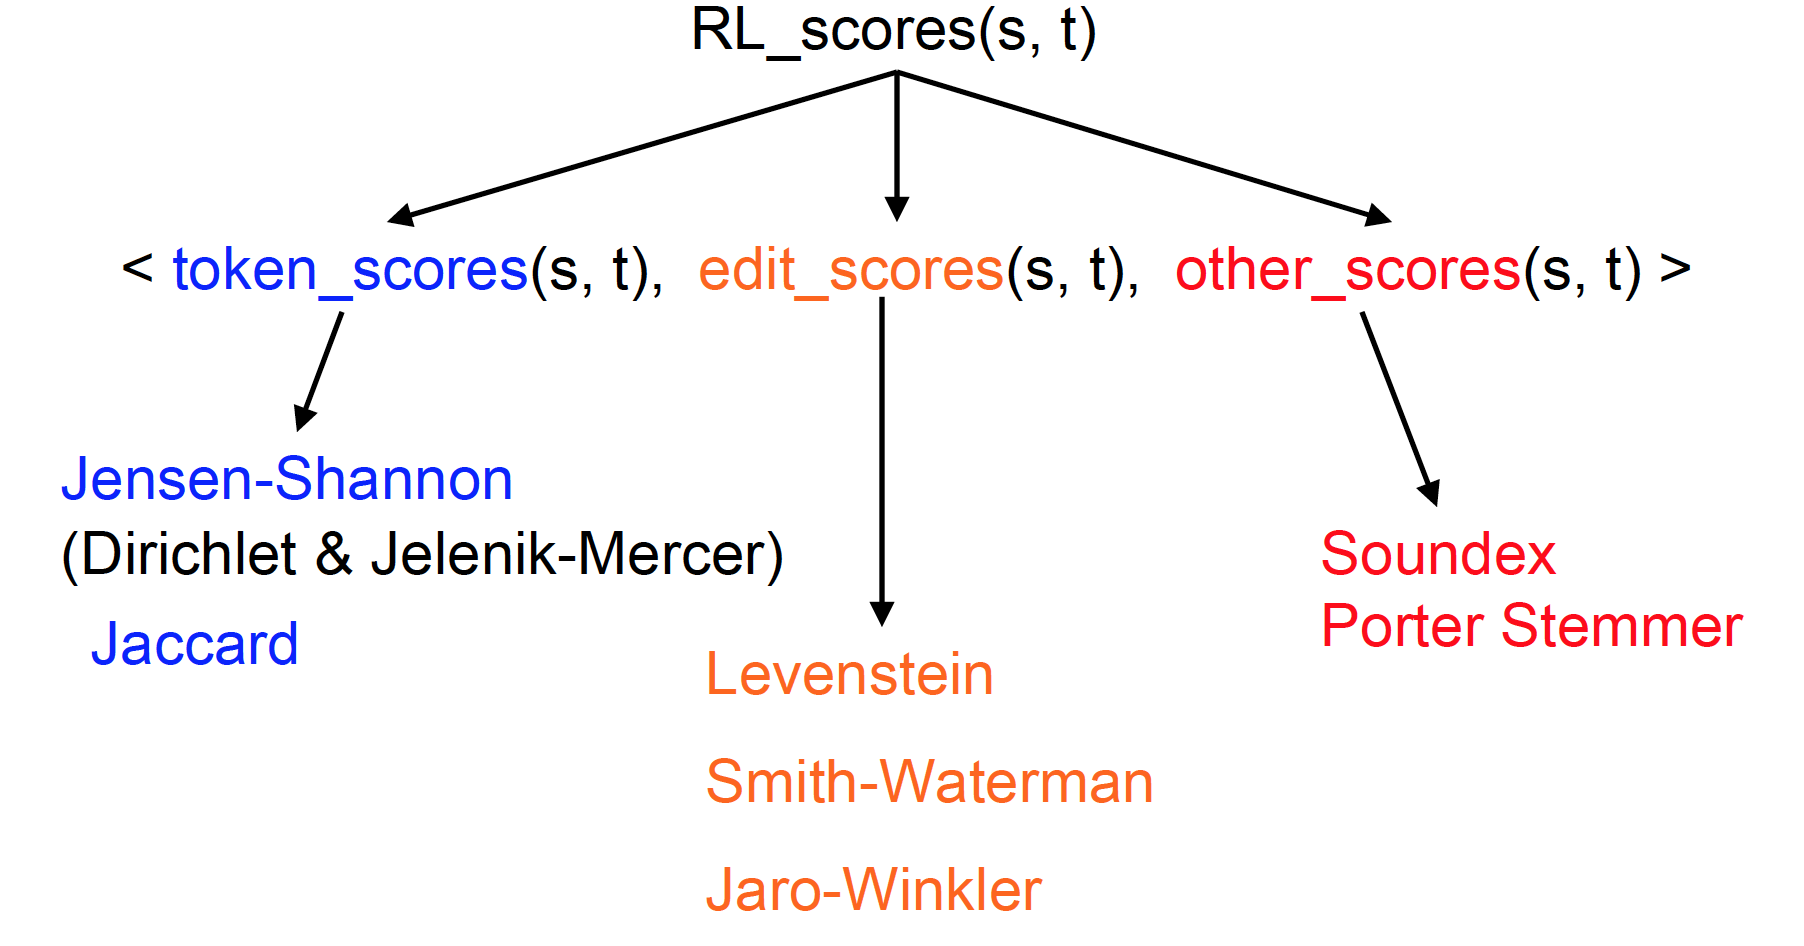 RL_scores(s, t)
< token_scores(s, t), edit_scores(s, t), other_scores(s, t) >
Jensen-Shannon
(Dirichlet & Jelenik-Mercer)
Jaccard
Levenstein
Smith-Waterman
Jaro-Winkler
Soundex
Porter Stemmer